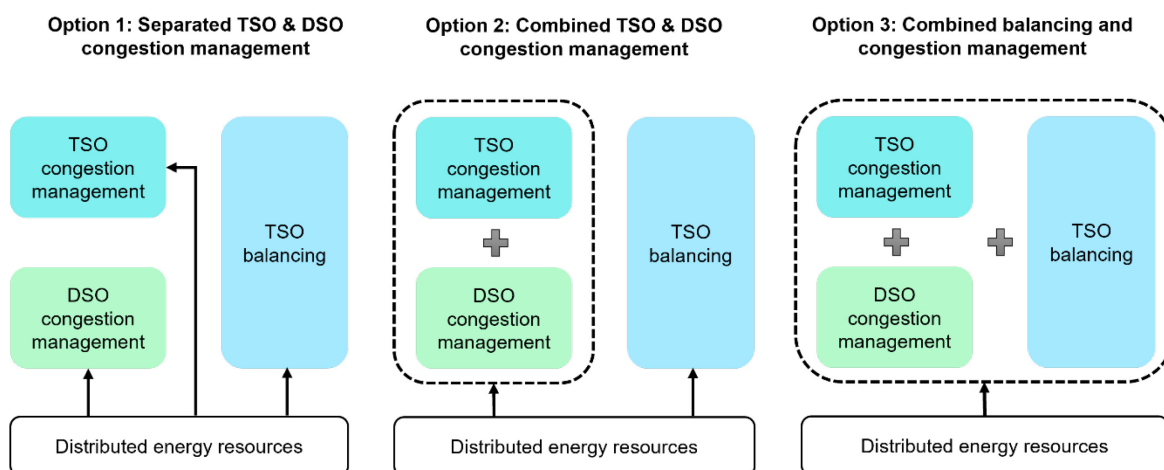 Option 1: Separated TSO & DSO
congestion management
TSO
congestion
management
DSO
congestion
management
TSO
balancing
Distributed energy resources
Option 2: Combined TSO & DSO
congestion management
TSO
congestion
management
DSO
congestion
management
TSO
balancing
Distributed energy resources
Option 3: Combined balancing and
congestion management
TSO
congestion
management
DSO
congestion
management
TSO
balancing
Distributed energy resources